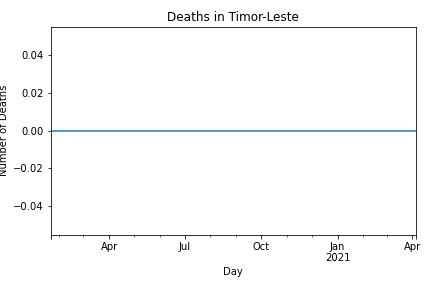 Deaths in Timor-Leste
0.04
0.02
0.00
−0.02
−0.04
Number of Deaths
Apr Jul Oct Jan Apr
2021
Day